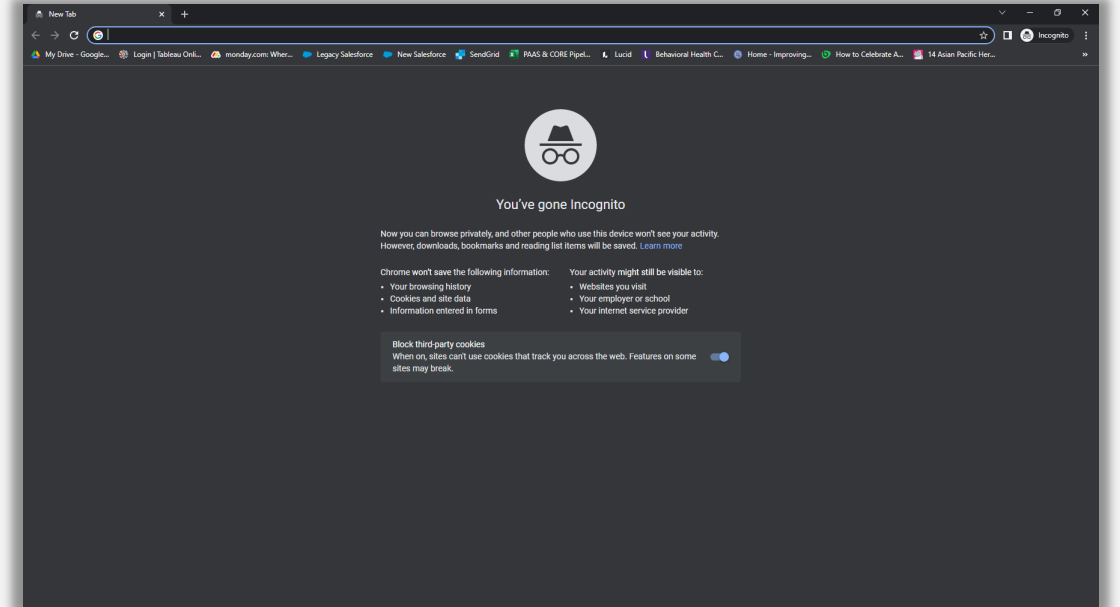 New Tab
Incognito
My Drive - Google... Login | Tableau Onli... monday.com: Wher... Legacy Salesforce New Salesforce SendGrid PAAS & CORE Pipel... Lucid Behavioral Health C... Home - Improving... How to Celebrate A... 14 Asian Pacific Her... »
You've gone Incognito
Now you can browse privately, and other people who use this device won't see your activity.
However, downloads, bookmarks and reading list items will be saved. Learn more
Chrome won't save the following information:
• Your browsing history
• Cookies and site data
• Information entered in forms
Your activity might still be visible to:
• Websites you visit
• Your employer or school
• Your internet service provider
Block third-party cookies
When on, sites can't use cookies that track you across the web. Features on some
sites may break.